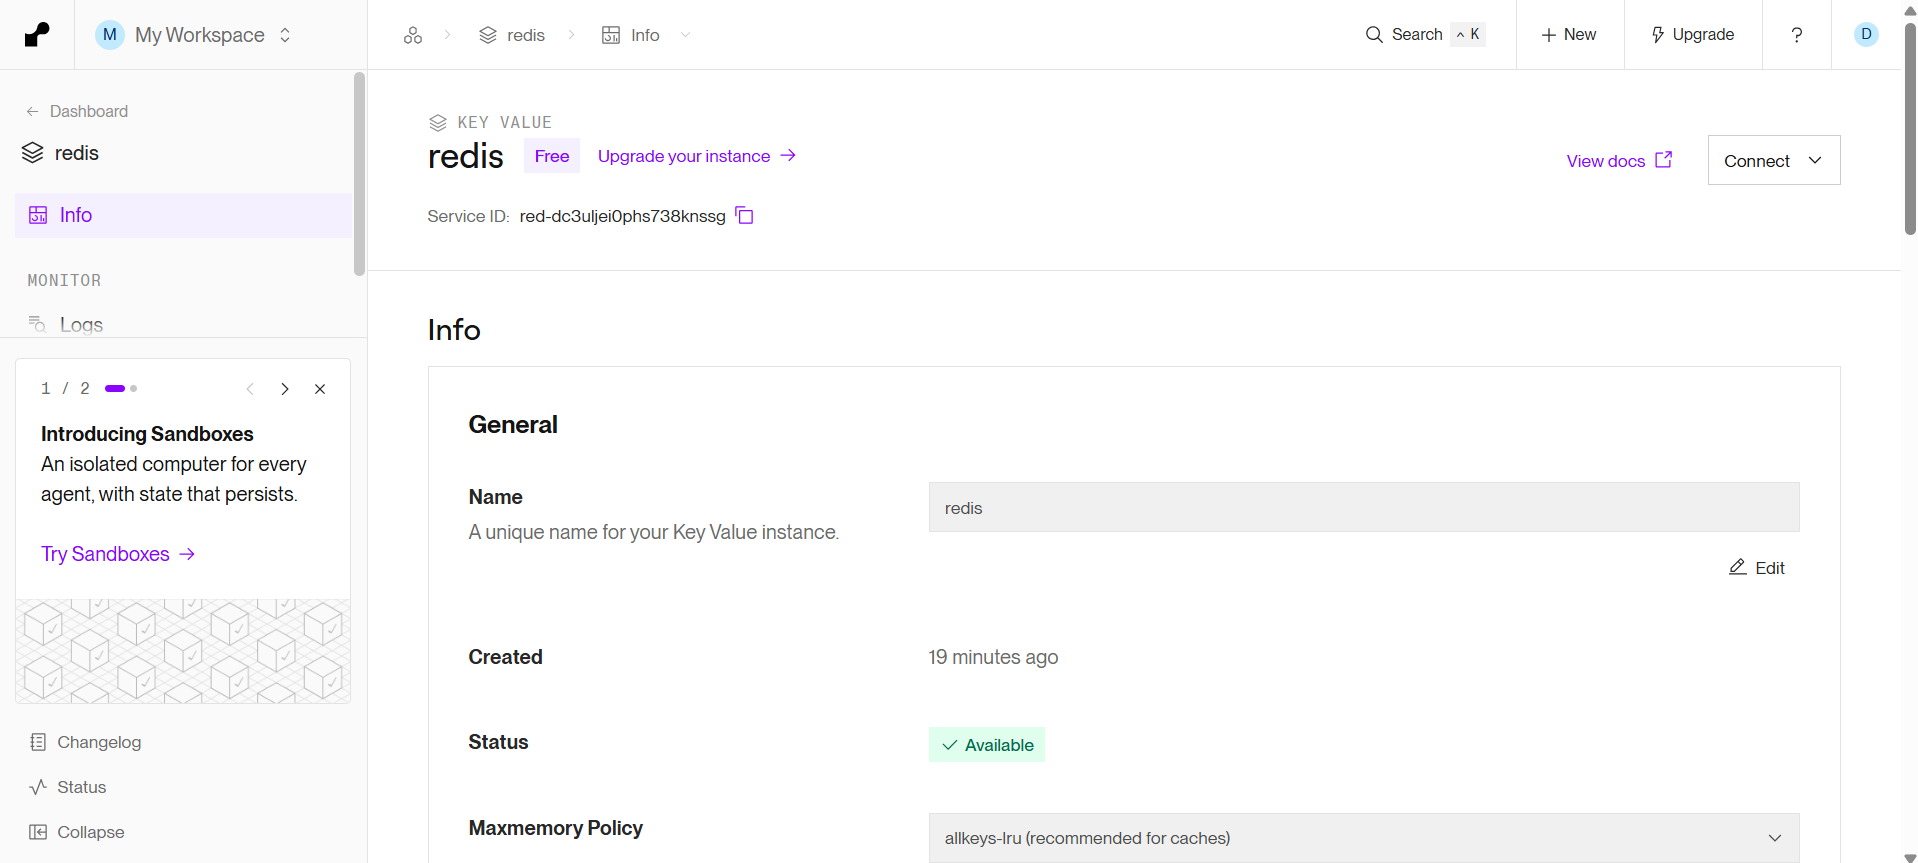 M My Workspace
redis
Info
Search ^ K
+ New
Upgrade
?
D
← Dashboard
redis
Info
MONITOR
Logs
1 / 2
Introducing Sandboxes
An isolated computer for every
agent, with state that persists.
Try Sandboxes →
Changelog
Status
Collapse
KEY VALUE
redis Free Upgrade your instance →
View docs
Connect
Service ID: red-dc3uljei0phs738knssg
Info
General
Name
A unique name for your Key Value instance.
redis
Edit
Created
19 minutes ago
Status
Available
Maxmemory Policy
allkeys-lru (recommended for caches)